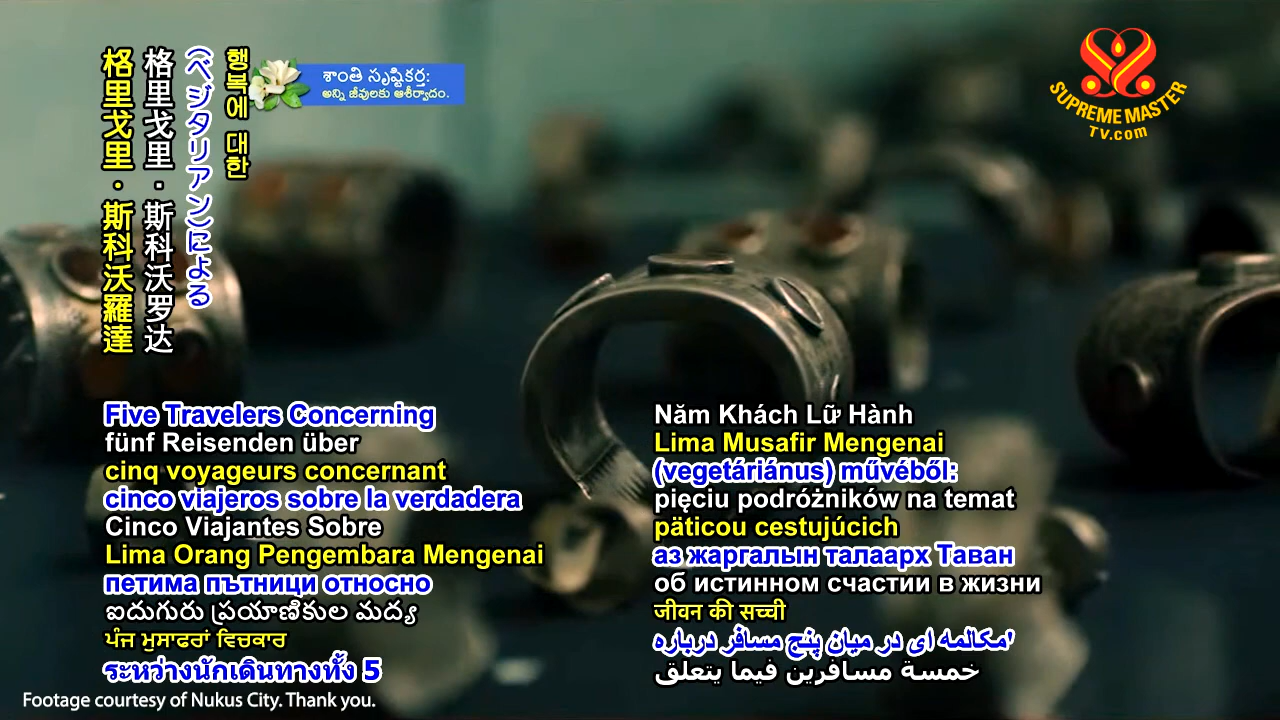 格里戈里・斯科沃羅達
格里戈里・斯科沃罗达
(ベジタリアン)による
행복에 대한
శాంతి సృష్టికర్త:
అన్ని జీవులకు ఆశీర్వాదం.
SUPREME MASTER
TV.com
Five Travelers Concerning
fünf Reisenden über
cinq voyageurs concernant
cinco viajeros sobre la verdadera
Cinco Viajantes Sobre
Lima Orang Pengembara Mengenai
петима пътници относно
ఐదుగురు ప్రయాణికుల మధ్య
ਪੰਜ ਮੁਸਾਫਰਾਂ ਵਿਚਕਾਰ
ระหว่างนักเดินทางทั้ง 5
Năm Khách Lữ Hành
Lima Musafir Mengenai
(vegetáriánus) művéből:
pięciu podróżników na temat
päticou cestujúcich
аз жаргалын талаарх Таван
об истинном счастии в жизни
जीवन की सच्ची
'مکالمه ای در میان پنج مسافر درباره
خمسة مسافرين فيما يتعلق
Footage courtesy of Nukus City. Thank you.